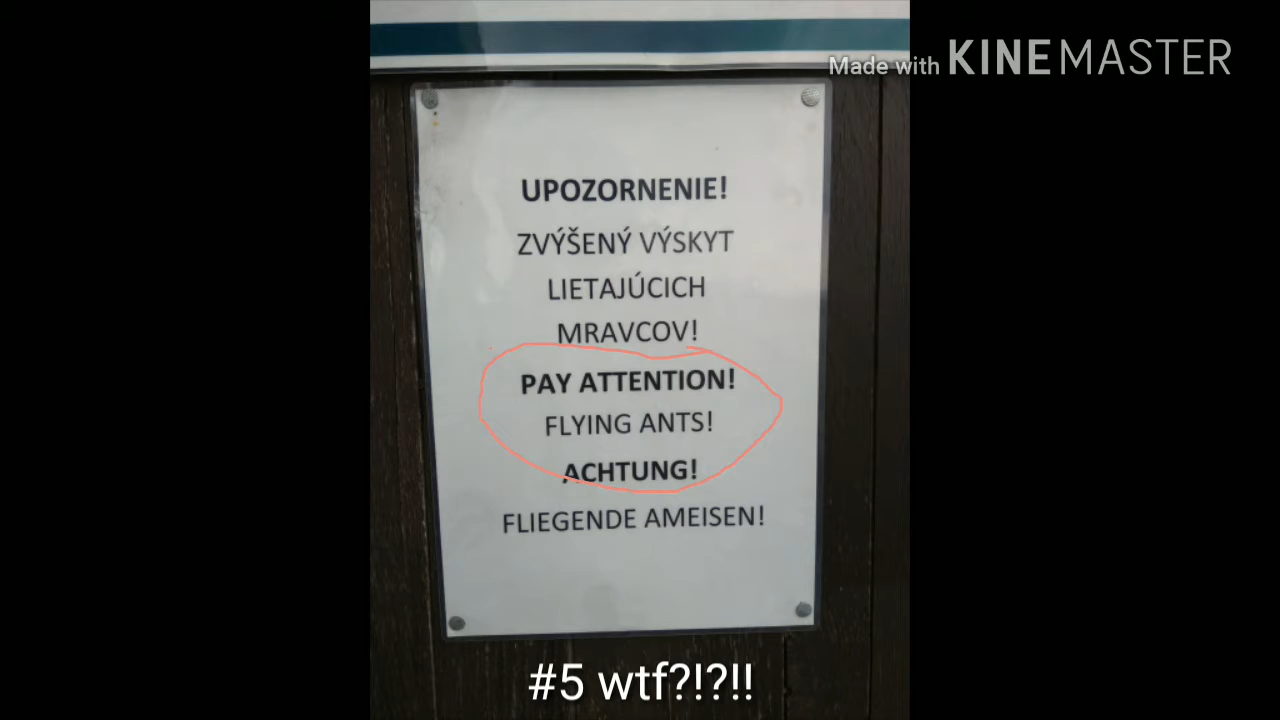 Made with KINEMASTER
UPOZORNENIE!
ZVÝŠENÝ VÝSKYT
LIETAJÚCICH
MRAVCOV!
PAY ATTENTION!
FLYING ANTS!
ACHTUNG!
FLIEGENDE AMEISEN!
#5 wtf?!?!!